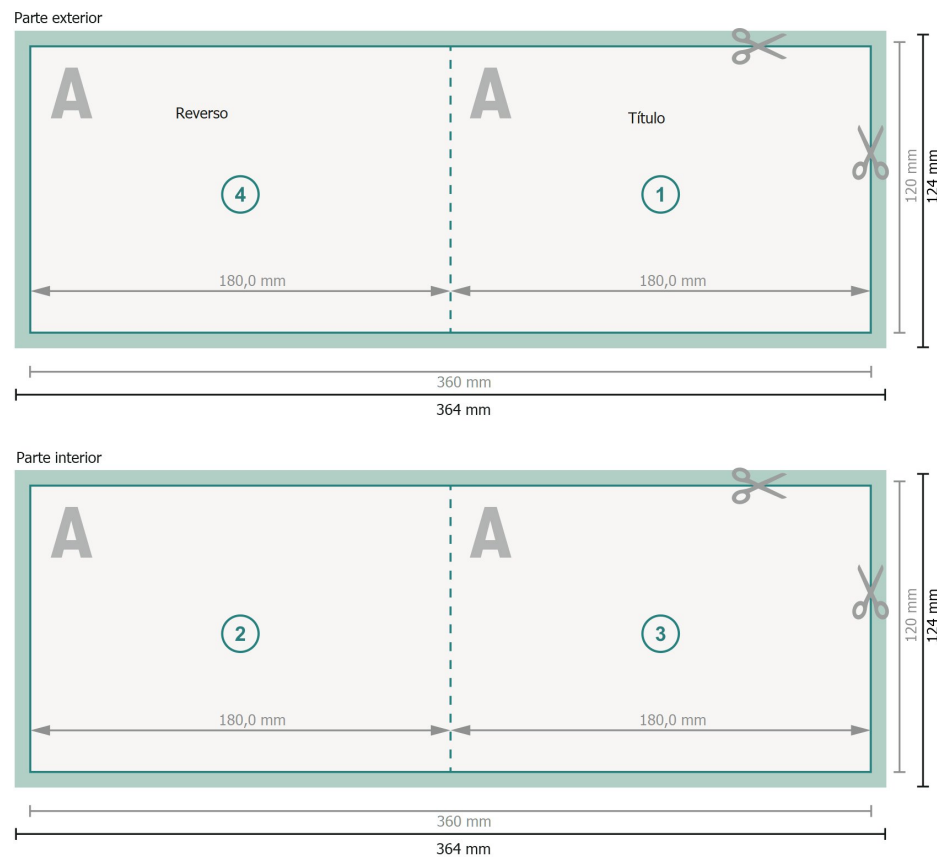 Parte exterior
A
A
Reverso
Título
4
1
180,0 mm
180,0 mm
120 mm
124 mm
360 mm
364 mm
Parte interior
A
A
2
3
180,0 mm
180,0 mm
120 mm
124 mm
360 mm
364 mm